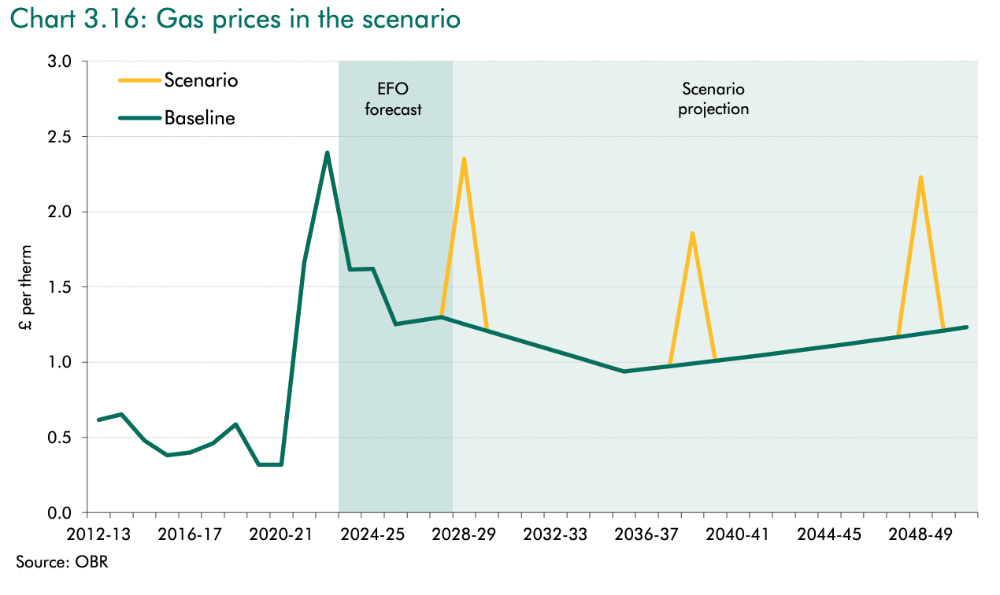 Chart 3.16: Gas prices in the scenario
3.0
2.5
2.0
1.5
1.0
0.5
0.0
£ per therm
Scenario
Baseline
EFO
forecast
Scenario
projection
2012-13 2016-17 2020-21 2024-25 2028-29 2032-33 2036-37 2040-41 2044-45 2048-49
Source: OBR